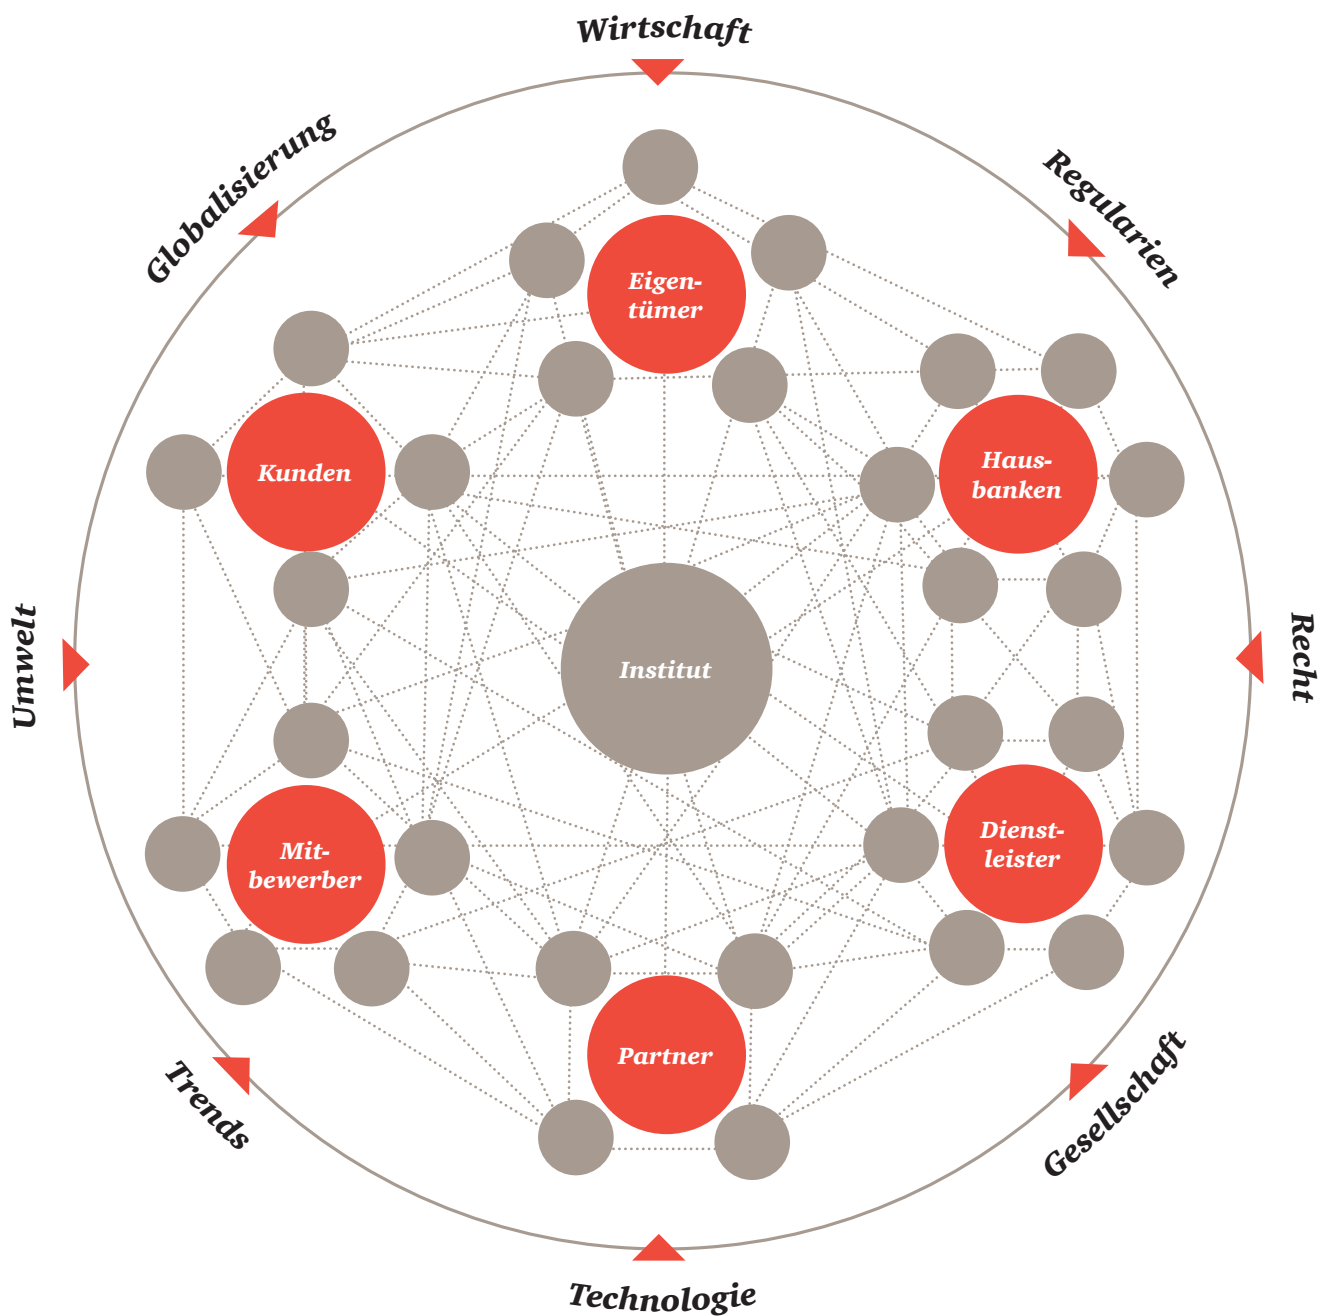 Wirtschaft
Globalisierung
Regularien
Eigen-
tümer
Kunden
Haus-
banken
Umwelt
Institut
Recht
Mit-
bewerber
Dienst-
leister
Partner
Trends
Gesellschaft
Technologie